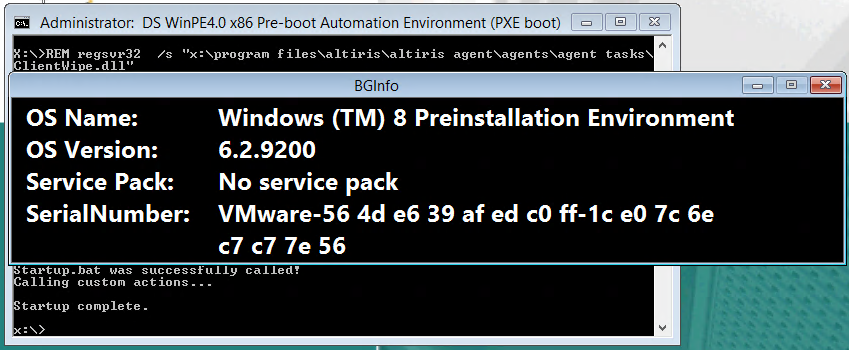 Administrator: DS WinPE4.0 x86 Pre-boot Automation Environment (PXE boot)
X:\>REM regsvr32  /s "x:\program files\altiris\altiris agent\agents\agent tasks\
ClientWipe.dll"
BGInfo
OS Name: Windows (TM) 8 Preinstallation Environment
OS Version: 6.2.9200
Service Pack: No service pack
SerialNumber: VMware-56 4d e6 39 af ed c0 ff-1c e0 7c 6e
c7 c7 7e 56
Startup.bat was successfully called!
Calling custom actions...
Startup complete.
x:\>